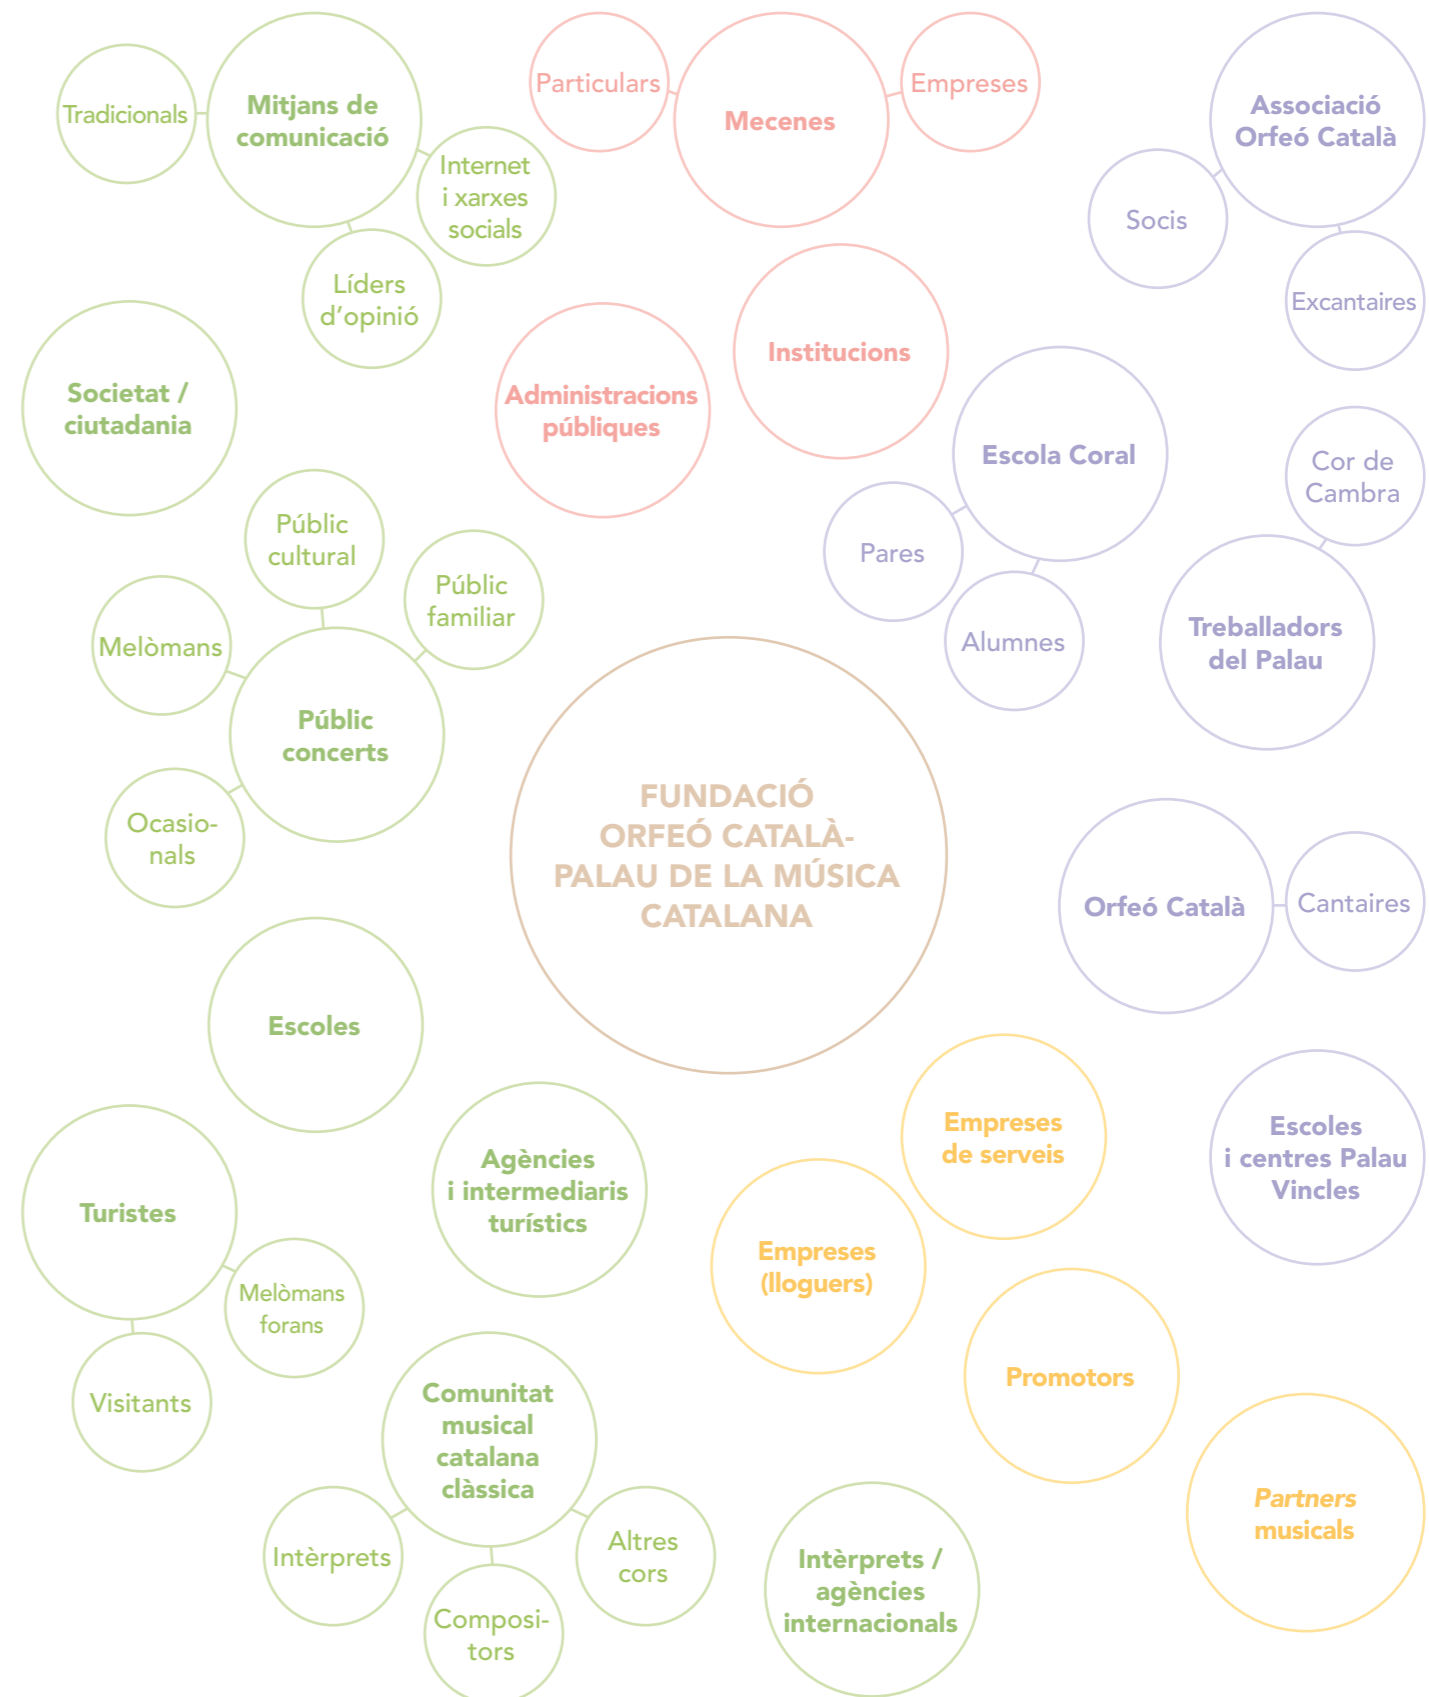 Tradicionals
Mitjans de
comunicació
Internet
i xarxes
socials
Líders
d’opinió
Particulars
Mecenes
Empreses
Associació
Orfeó Català
Socis
Excantaires
Societat /
ciutadania
Administracions
públiques
Institucions
Escola Coral
Pares
Alumnes
Cor de
Cambra
Treballadors
del Palau
Públic
cultural
Públic
familiar
Melòmans
Públic
concerts
Ocasio-
nals
FUNDACIÓ
ORFEÓ CATALÀ-
PALAU DE LA MÚSICA
CATALANA
Orfeó Català
Cantaires
Escoles
Agències
i intermediaris
turístics
Turistes
Melòmans
forans
Visitants
Empreses
de serveis
Empreses
(lloguers)
Escoles
i centres Palau
Vincles
Promotors
Partners
musicals
Comunitat
musical
catalana
clàssica
Intèrprets
Composi-
tors
Altres
cors
Intèrprets /
agències
internacionals